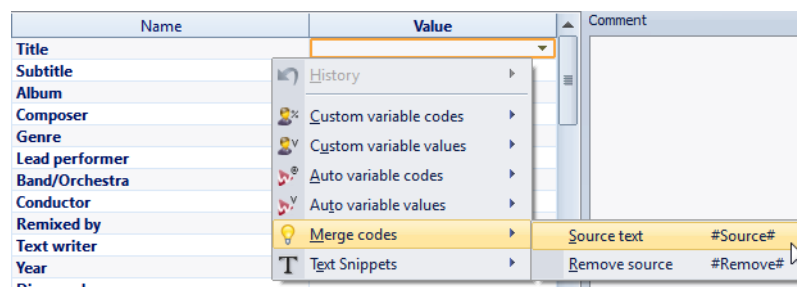 Name Value Comment
Title
Subtitle
History
Album
Composer
Custom variable codes
Genre
Custom variable values
Lead performer
Band/Orchestra
Auto variable codes
Conductor
Auto variable values
Remixed by
Merge codes
Source text #Source#
Text writer
Year
Text Snippets
Remove source #Remove#